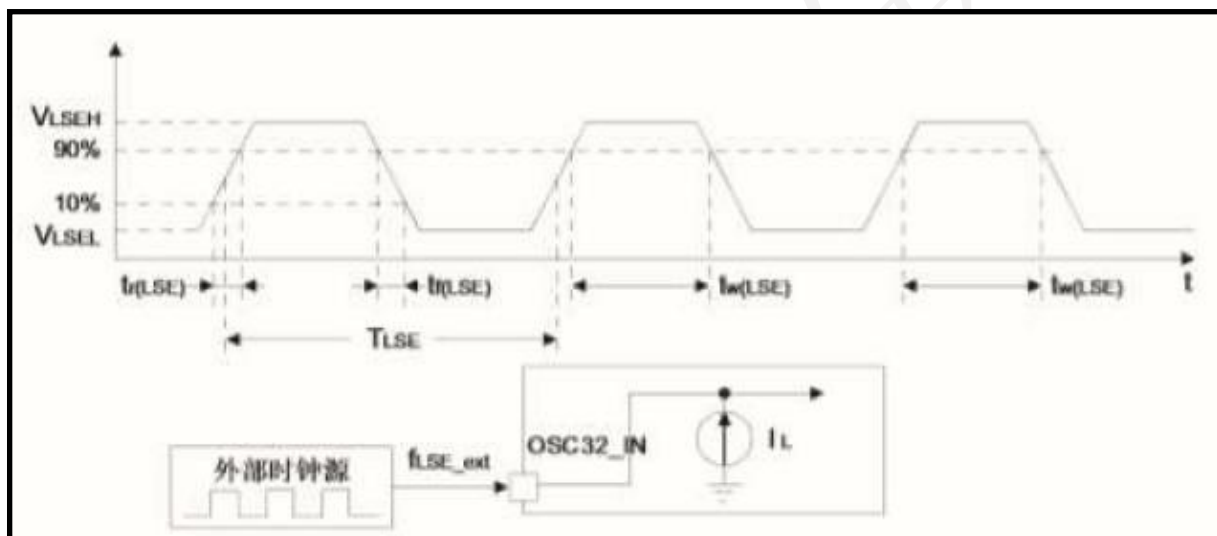 VLSEH
90%
10%
VLSEL
tr(LSE)
tf(LSE)
tw(LSE)
tw(LSE)
t
TLSE
外部时钟源
fLSE_ext
OSC32_IN
IL